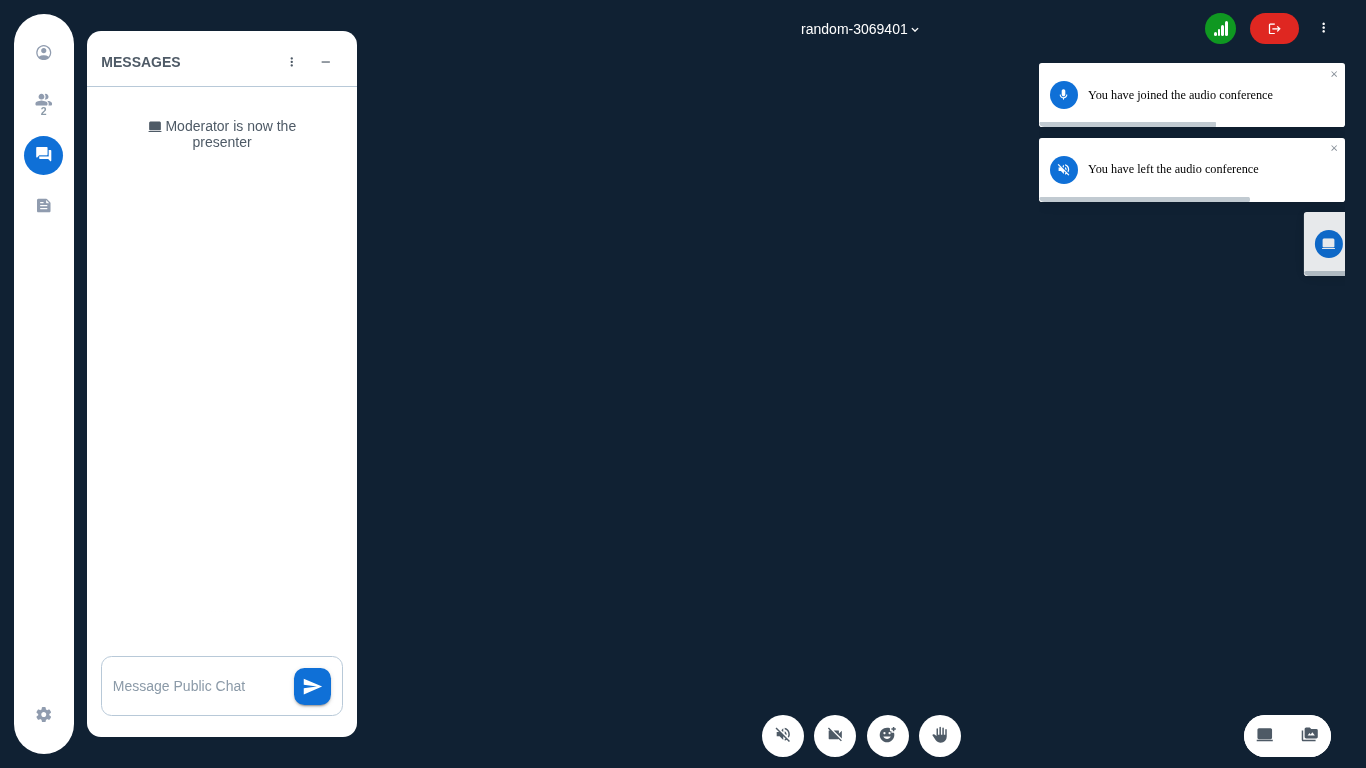 random-3069401
MESSAGES
2
Moderator is now the
presenter
You have joined the audio conference
You have left the audio conference
Message Public Chat